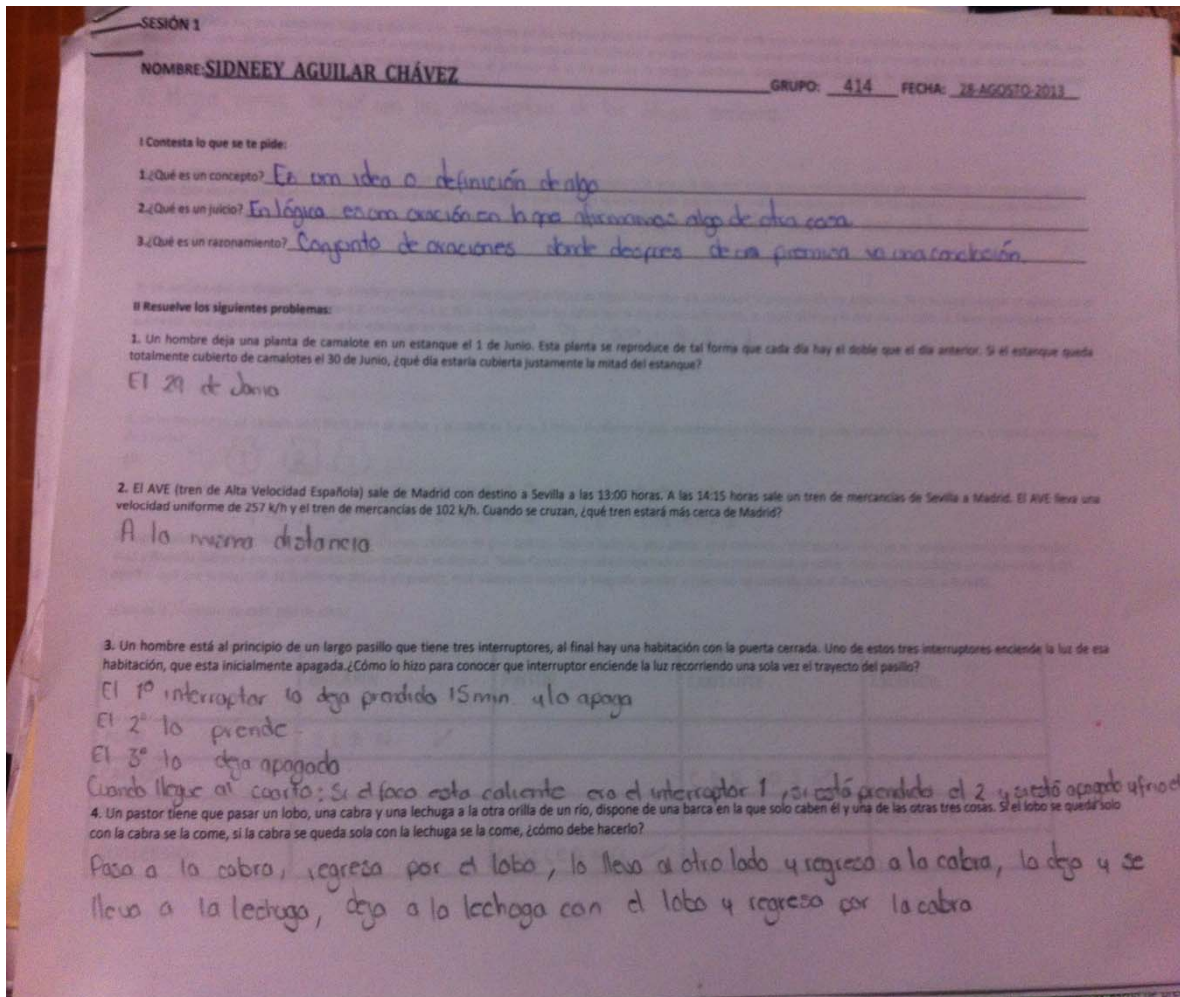 SESIÓN 1
NOMBRE: SIDNEEY AGUILAR CHÁVEZ GRUPO: 414 FECHA: 28-AGOSTO-2013
I Contesta lo que se te pide:
1.¿Qué es un concepto? Es una idea o definición de algo
2.¿Qué es un juicio? En lógica es una oración en la que afirmamos algo de otra cosa
3.¿Qué es un razonamiento? Conjunto de oraciones donde despues de una premisa va una conclusión.
II Resuelve los siguientes problemas:
1. Un hombre deja una planta de camalote en un estanque el 1 de Junio. Esta planta se reproduce de tal forma que cada día hay el doble que el día anterior. Si el estanque queda
totalmente cubierto de camalotes el 30 de Junio, ¿qué día estaría cubierta justamente la mitad del estanque?
El 29 de Junio
2. El AVE (tren de Alta Velocidad Española) sale de Madrid con destino a Sevilla a las 13:00 horas. A las 14:15 horas sale un tren de mercancías de Sevilla a Madrid. El AVE lleva una
velocidad uniforme de 257 k/h y el tren de mercancías de 102 k/h. Cuando se cruzan, ¿qué tren estará más cerca de Madrid?
A la misma distancia.
3. Un hombre está al principio de un largo pasillo que tiene tres interruptores, al final hay una habitación con la puerta cerrada. Uno de estos tres interruptores enciende la luz de esa
habitación, que esta inicialmente apagada.¿Cómo lo hizo para conocer que interruptor enciende la luz recorriendo una sola vez el trayecto del pasillo?
El 1º interruptor lo deja prendido 15 min y lo apaga
El 2º lo prende
El 3º lo deja apagado
Cuando llegue al cuarto: Si el foco esta caliente era el interruptor 1, si está prendido el 2 y si está apagado y frio el
4. Un pastor tiene que pasar un lobo, una cabra y una lechuga a la otra orilla de un río, dispone de una barca en la que solo caben él y una de las otras tres cosas. Si el lobo se queda solo
con la cabra se la come, si la cabra se queda sola con la lechuga se la come, ¿cómo debe hacerlo?
Pasa a la cabra, regresa por el lobo, lo lleva al otro lado y regresa a la cabra, la deja y se
lleva a la lechuga, deja a la lechuga con el lobo y regresa por la cabra